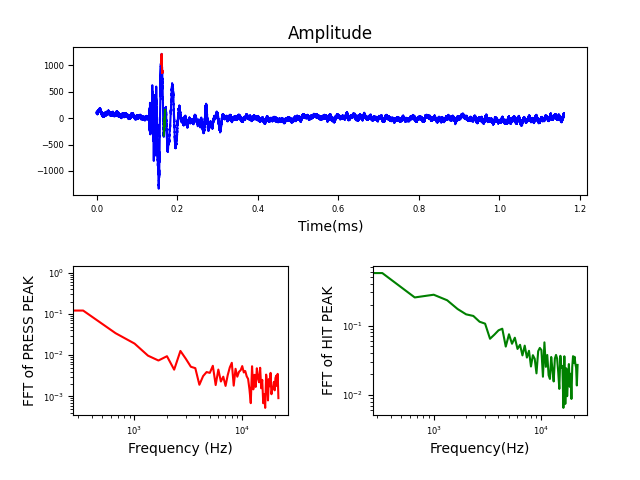 Amplitude
1000
500
0
−500
−1000
0.0 0.2 0.4 0.6 0.8 1.0 1.2
Time(ms)
FFT of PRESS PEAK
10⁰
10⁻¹
10⁻²
10⁻³
10³ 10⁴
Frequency (Hz)
FFT of HIT PEAK
10⁻¹
10⁻²
10³ 10⁴
Frequency(Hz)